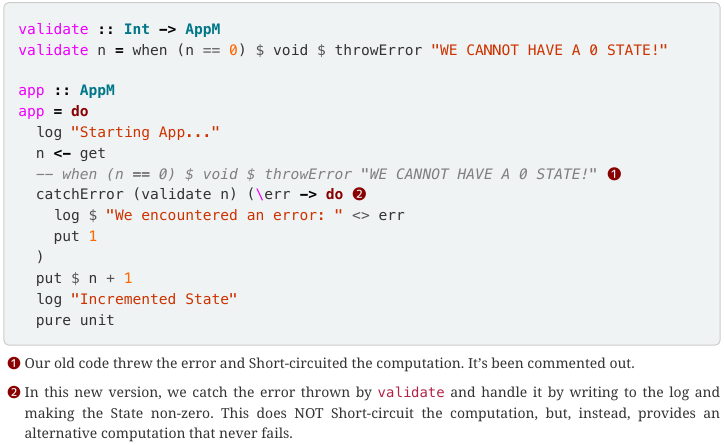 validate :: Int -> AppM
validate n = when (n == 0) $ void $ throwError "WE CANNOT HAVE A 0 STATE!"
app :: AppM
app = do
  log "Starting App..."
  n <- get
  -- when (n == 0) $ void $ throwError "WE CANNOT HAVE A 0 STATE!" ❶
  catchError (validate n) (\err -> do ❷
    log $ "We encountered an error: " <> err
    put 1
  )
  put $ n + 1
  log "Incremented State"
  pure unit
❶ Our old code threw the error and Short-circuited the computation. It’s been commented out.
❷ In this new version, we catch the error thrown by validate and handle it by writing to the log and
making the State non-zero. This does NOT Short-circuit the computation, but, instead, provides an
alternative computation that never fails.